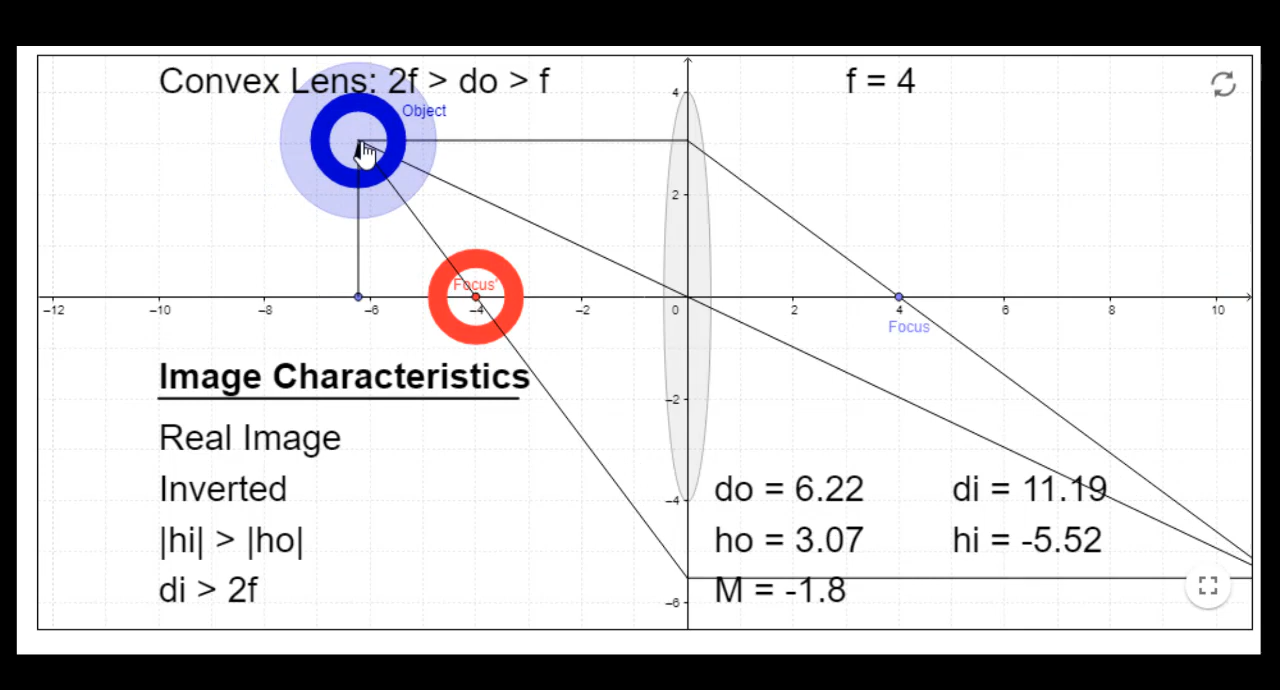 Convex Lens: 2f > do > f
f = 4
Object
4
2
Focus'
−12 −10 −8 −6 −4 −2 0 2 4 6 8 10
Focus
Image Characteristics
−2
Real Image
Inverted
|hi| > |ho|
di > 2f
−4
do = 6.22 di = 11.19
ho = 3.07 hi = -5.52
M = -1.8
−6